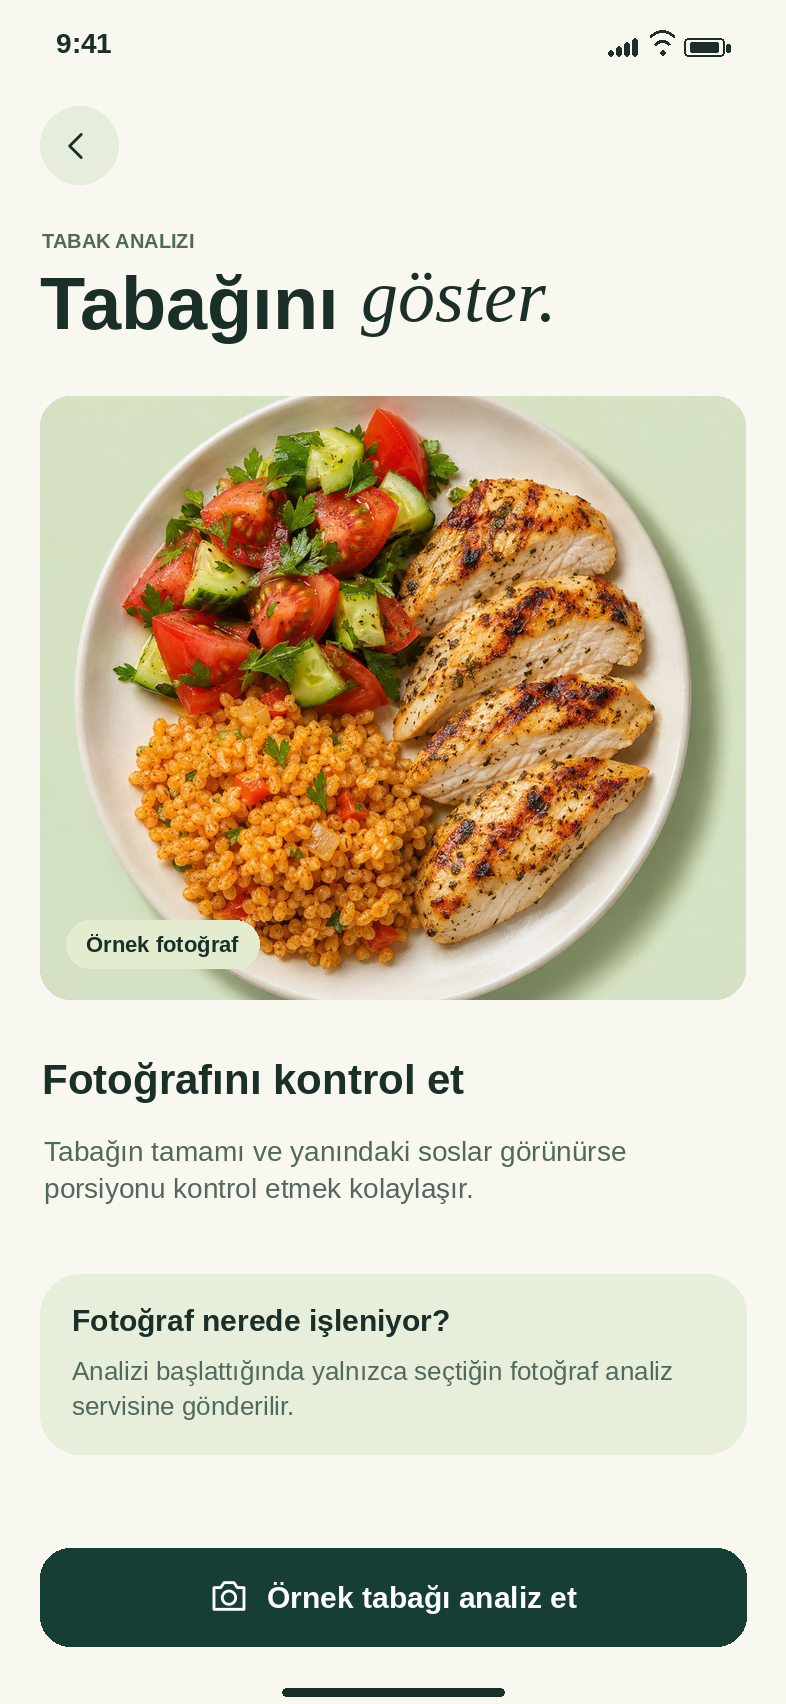 9:41
TABAK ANALIZI
Tabağını göster.
Örnek fotoğraf
Fotoğrafını kontrol et
Tabağın tamamı ve yanındaki soslar görünürse
porsiyonu kontrol etmek kolaylaşır.
Fotoğraf nerede işleniyor?
Analizi başlattığında yalnızca seçtiğin fotoğraf analiz
servisine gönderilir.
Örnek tabağı analiz et